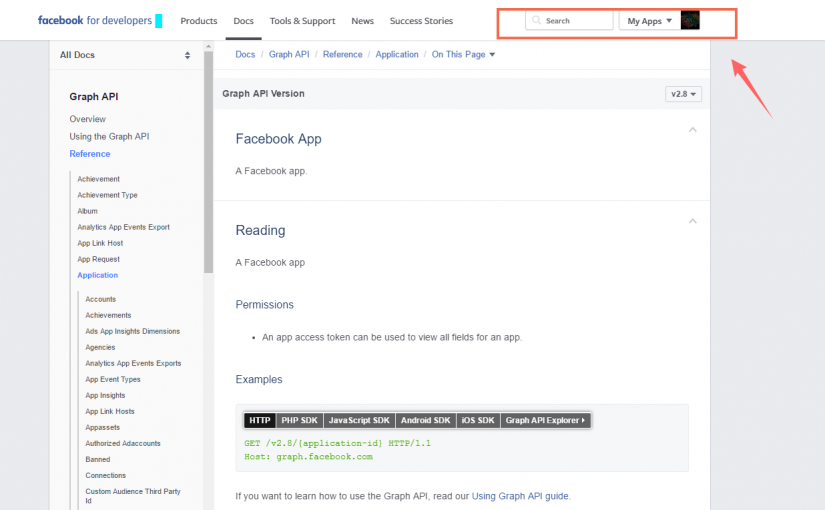 facebook for developers
Products
Docs
Tools & Support
News
Success Stories
Search
My Apps
All Docs
Graph API
Overview
Using the Graph API
Reference
Achievement
Achievement Type
Album
Analytics App Events Export
App Link Host
App Request
Application
Accounts
Achievements
Ads App Insights Dimensions
Agencies
Analytics App Events Exports
App Event Types
App Insights
App Link Hosts
Appassets
Authorized Adaccounts
Banned
Connections
Custom Audience Third Party
Id
Docs / Graph API / Reference / Application / On This Page
Graph API Version
v2.8
Facebook App
A Facebook app.
Reading
A Facebook app
Permissions
• An app access token can be used to view all fields for an app.
Examples
HTTP
PHP SDK
JavaScript SDK
Android SDK
iOS SDK
Graph API Explorer
GET /v2.8/{application-id} HTTP/1.1
Host: graph.facebook.com
If you want to learn how to use the Graph API, read our Using Graph API guide.